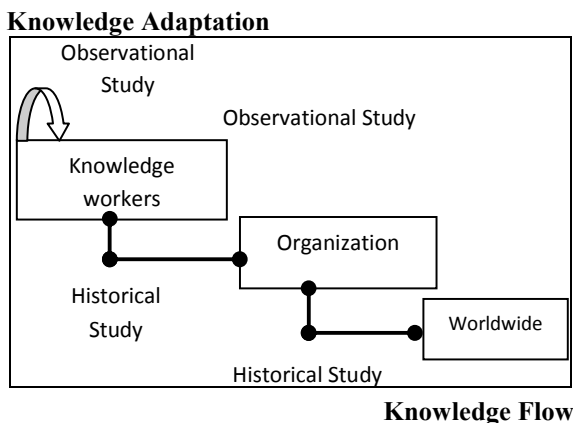 Knowledge Adaptation
Observational
Study
Observational Study
Knowledge
workers
Organization
Historical
Study
Worldwide
Historical Study
Knowledge Flow